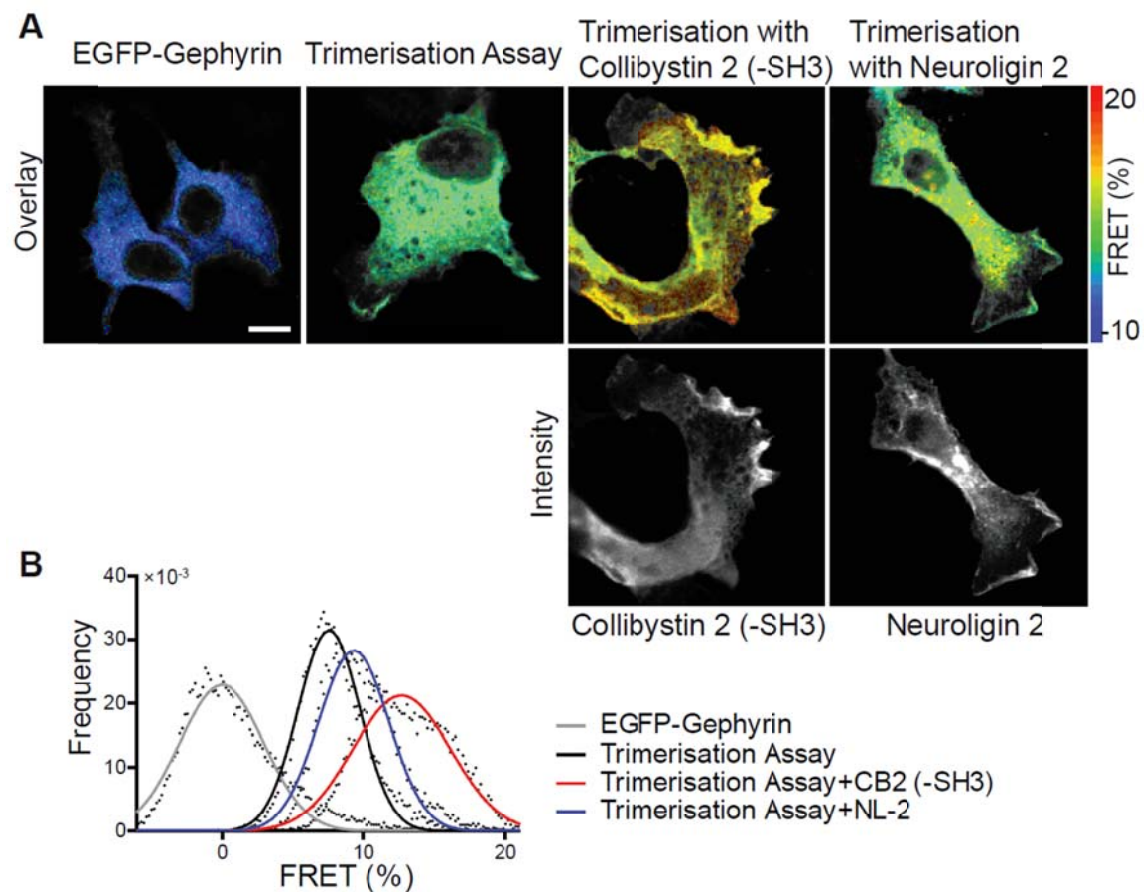 A
EGFP-Gephyrin
Trimerisation Assay
Trimerisation with
Collibystin 2 (-SH3)
Trimerisation
with Neuroligin 2
Overlay
20
FRET (%)
-10
Intensity
Collibystin 2 (-SH3)
Neuroligin 2
B
×10⁻³
40
30
20
10
0
Frequency
0
10
20
FRET (%)
EGFP-Gephyrin
Trimerisation Assay
Trimerisation Assay+CB2 (-SH3)
Trimerisation Assay+NL-2